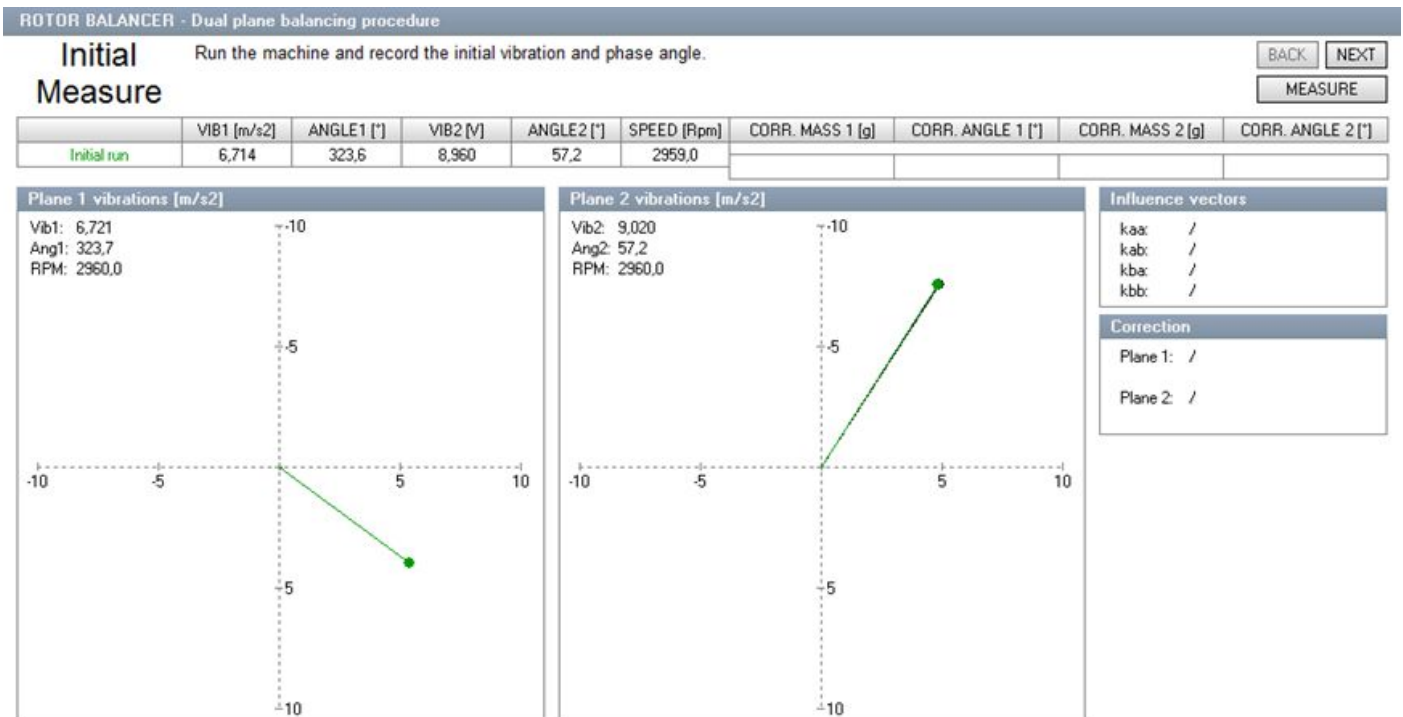 ROTOR BALANCER - Dual plane balancing procedure
Initial Measure
Run the machine and record the initial vibration and phase angle.
BACK NEXT
MEASURE
VIB1 [m/s2] ANGLE1 [°] VIB2 [V] ANGLE2 [°] SPEED [Rpm] CORR. MASS 1 [g] CORR. ANGLE 1 [°] CORR. MASS 2 [g] CORR. ANGLE 2 [°]
Initial run 6,714 323,6 8,960 57,2 2959,0
Plane 1 vibrations [m/s2]
Vib1: 6,721
Ang1: 323,7
RPM: 2960,0
-10
-5
-10 -5 5 10
5
10
Plane 2 vibrations [m/s2]
Vib2: 9,020
Ang2: 57,2
RPM: 2960,0
-10
-5
-10 -5 5 10
5
10
Influence vectors
kaa: /
kab: /
kba: /
kbb: /
Correction
Plane 1: /
Plane 2: /